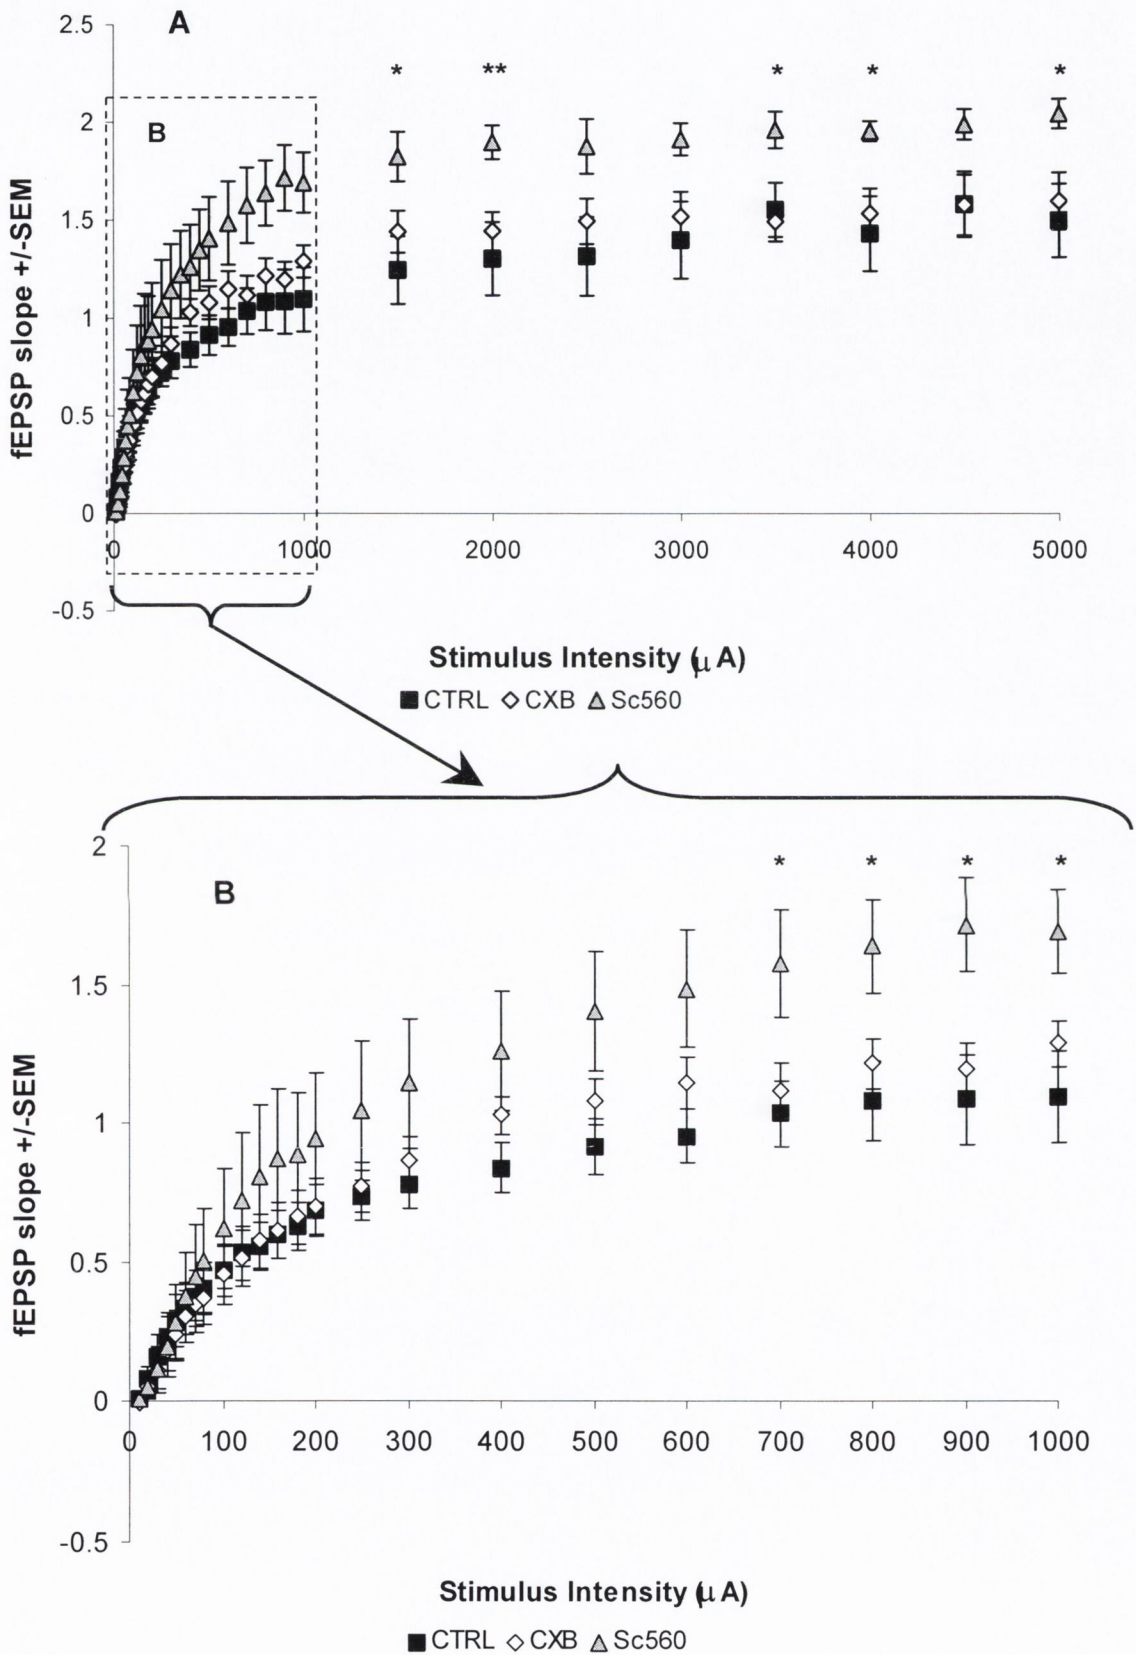 A
2.5
* ** * * *
2
B
1.5
1
0.5
0
0 1000 2000 3000 4000 5000
-0.5
fEPSP slope +/-SEM
Stimulus Intensity (μ A)
CTRL CXB Sc560
2
* * * *
B
1.5
1
0.5
0
0 100 200 300 400 500 600 700 800 900 1000
-0.5
fEPSP slope +/-SEM
Stimulus Intensity (μ A)
CTRL CXB Sc560